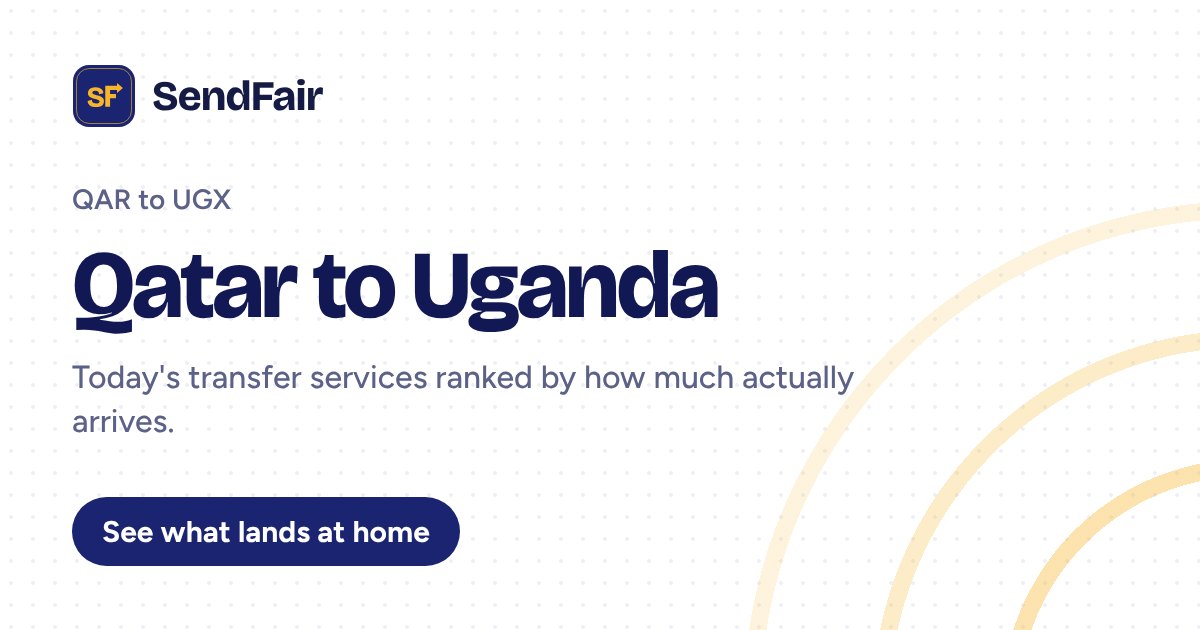 SF
SendFair
QAR to UGX
Qatar to Uganda
Today's transfer services ranked by how much actually
arrives.
See what lands at home